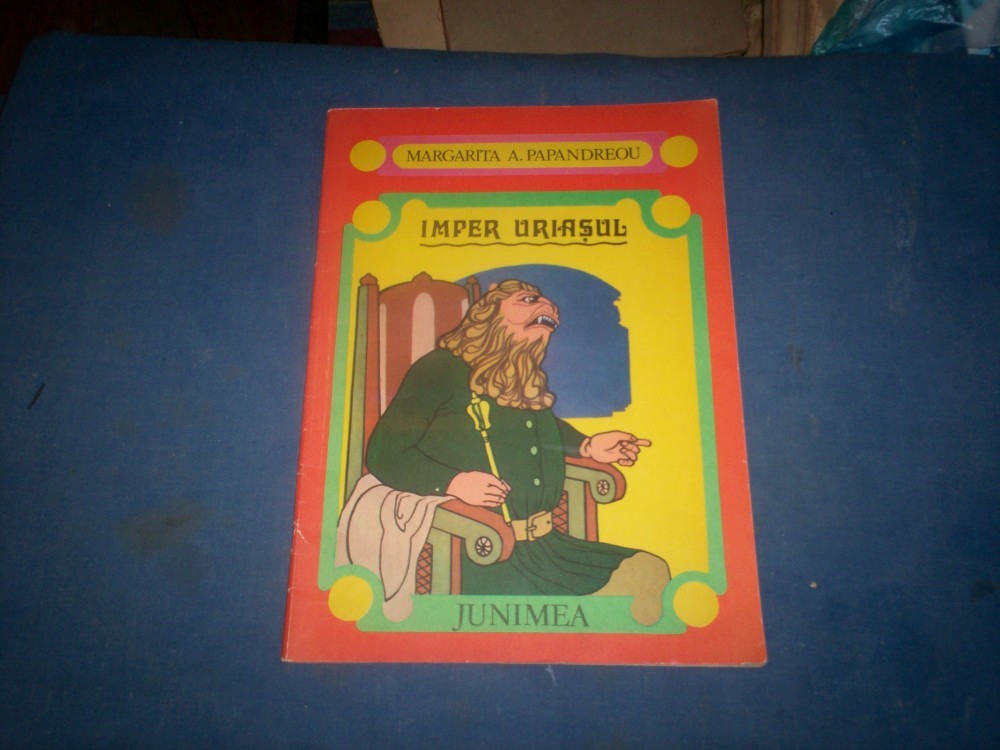 MARGARITA A. PAPANDREOU
IMPER URIAȘUL
JUNIMEA